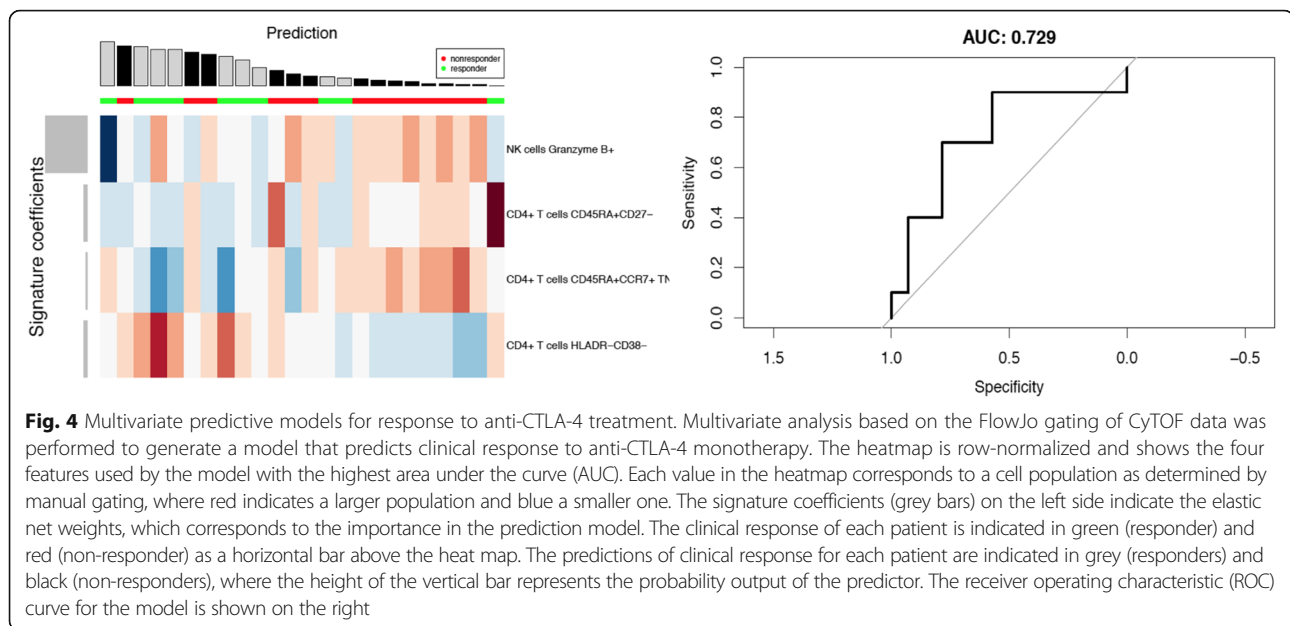 Prediction
nonresponder
responder
Signature coefficients
NK cells Granzyme B+
CD4+ T cells CD45RA+CD27−
CD4+ T cells CD45RA+CCR7+ TN
CD4+ T cells HLADR−CD38−
AUC: 0.729
Sensitivity
1.0
0.8
0.6
0.4
0.2
0.0
1.5 1.0 0.5 0.0 −0.5
Specificity
Fig. 4 Multivariate predictive models for response to anti-CTLA-4 treatment. Multivariate analysis based on the FlowJo gating of CyTOF data was
performed to generate a model that predicts clinical response to anti-CTLA-4 monotherapy. The heatmap is row-normalized and shows the four
features used by the model with the highest area under the curve (AUC). Each value in the heatmap corresponds to a cell population as determined by
manual gating, where red indicates a larger population and blue a smaller one. The signature coefficients (grey bars) on the left side indicate the elastic
net weights, which corresponds to the importance in the prediction model. The clinical response of each patient is indicated in green (responder) and
red (non-responder) as a horizontal bar above the heat map. The predictions of clinical response for each patient are indicated in grey (responders) and
black (non-responders), where the height of the vertical bar represents the probability output of the predictor. The receiver operating characteristic (ROC)
curve for the model is shown on the right